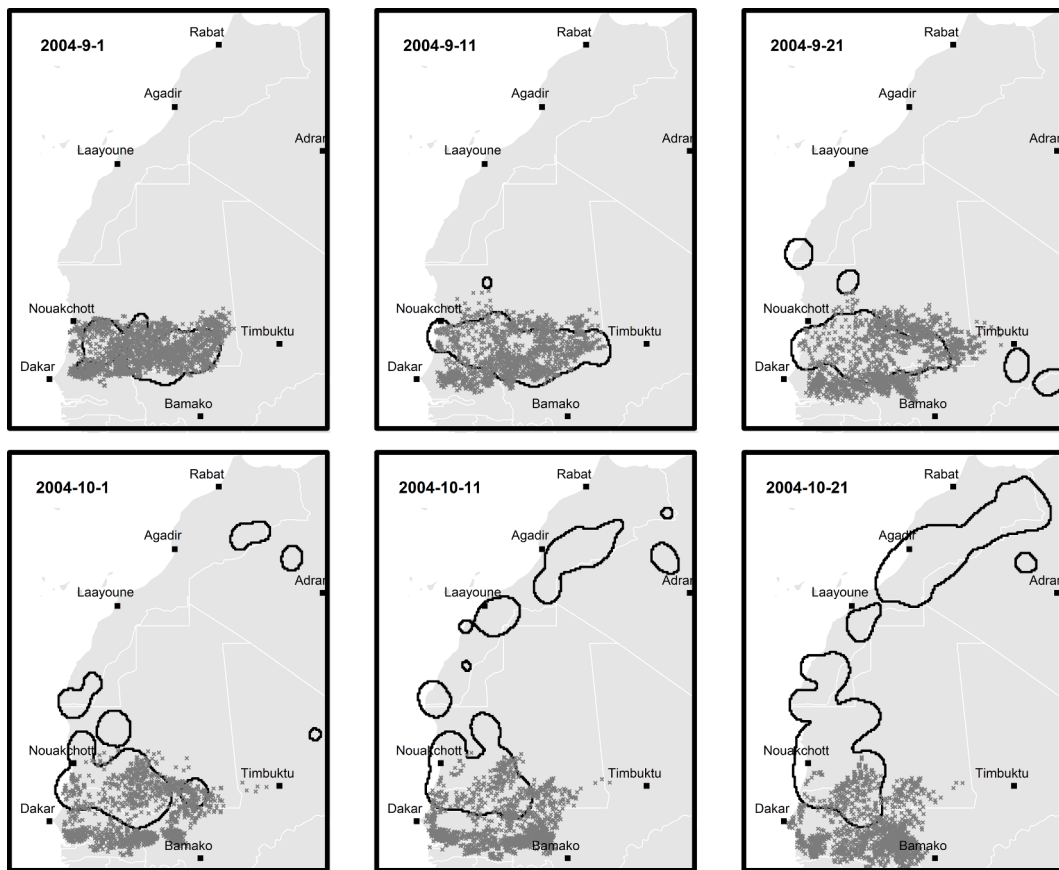 2004-9-1
Rabat
Agadir
Laayoune
Adrar
Nouakchott
Timbuktu
Dakar
Bamako
2004-9-11
Rabat
Agadir
Laayoune
Adrar
Nouakchott
Timbuktu
Dakar
Bamako
2004-9-21
Rabat
Agadir
Laayoune
Adrar
Nouakchott
Timbuktu
Dakar
Bamako
2004-10-1
Rabat
Agadir
Laayoune
Adrar
Nouakchott
Timbuktu
Dakar
Bamako
2004-10-11
Rabat
Agadir
Laayoune
Adrar
Nouakchott
Timbuktu
Dakar
Bamako
2004-10-21
Rabat
Agadir
Laayoune
Adrar
Nouakchott
Timbuktu
Dakar
Bamako